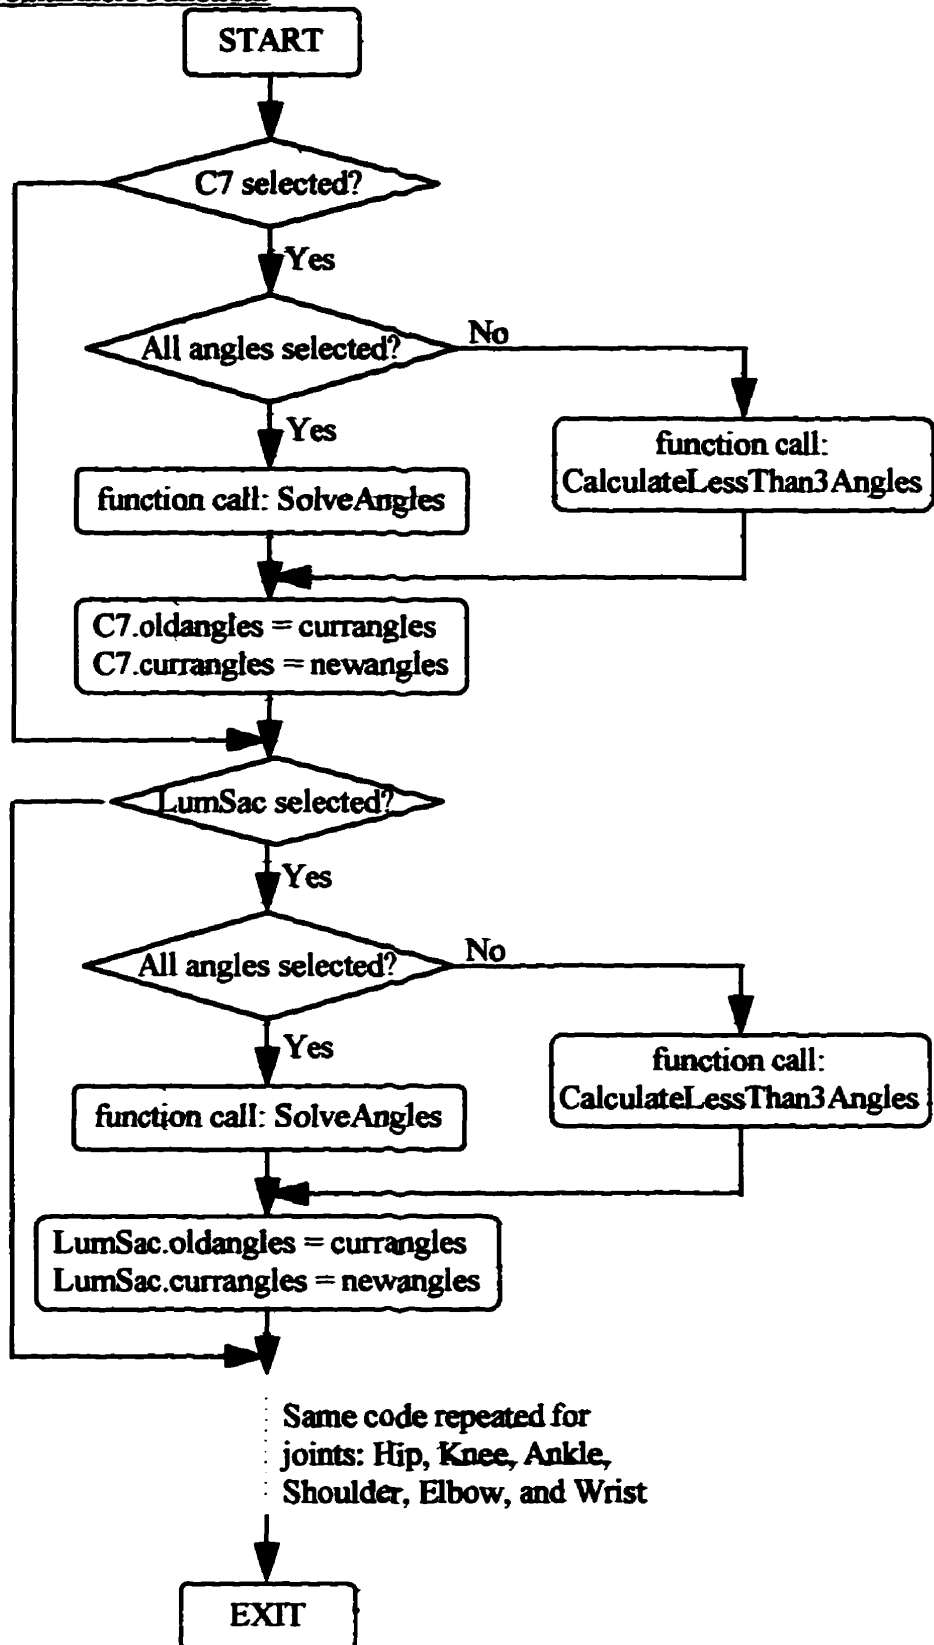 START
C7 selected?
Yes
All angles selected?
No
Yes
function call:
CalculateLessThan3Angles
function call: SolveAngles
C7.oldangles = currangles
C7.currangles = newangles
LumSac selected?
Yes
All angles selected?
No
Yes
function call:
CalculateLessThan3Angles
function call: SolveAngles
LumSac.oldangles = currangles
LumSac.currangles = newangles
Same code repeated for
joints: Hip, Knee, Ankle,
Shoulder, Elbow, and Wrist
EXIT